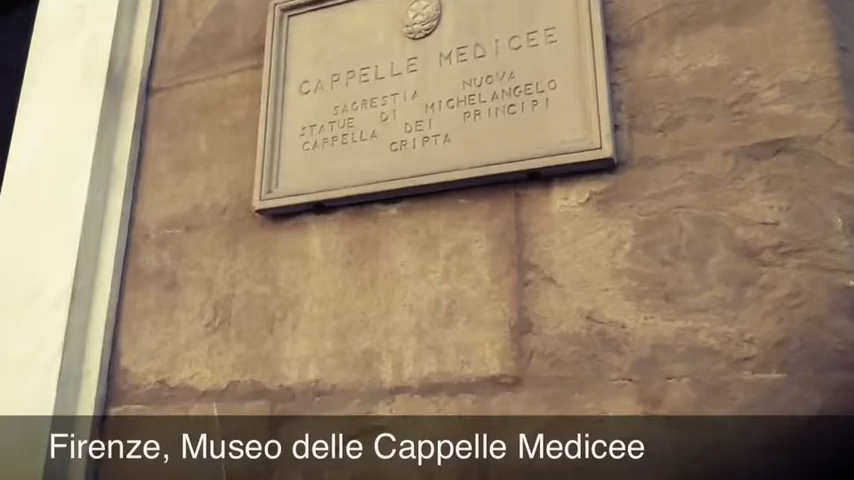 CAPPELLE MEDICEE
SAGRESTIA NUOVA
STATUE DI MICHELANGELO
CAPPELLA DEI PRINCIPI
CRIPTA
Firenze, Museo delle Cappelle Medicee